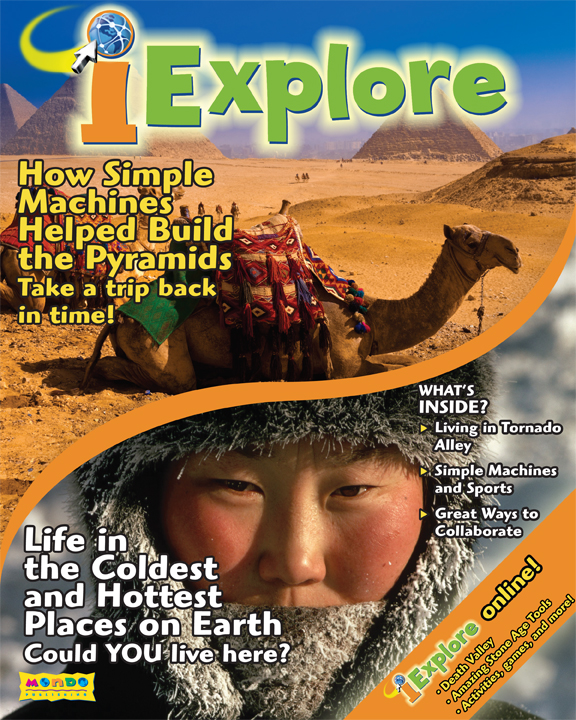 iExplore
How Simple
Machines
Helped Build
the Pyramids
Take a trip back
in time!
WHAT'S
INSIDE?
Living in Tornado
Alley
Simple Machines
and Sports
Great Ways to
Collaborate
Life in
the Coldest
and Hottest
Places on Earth
Could YOU live here?
MONDO
PUBLISHING
iExplore online!
• Death Valley
• Amazing Stone Age Tools
• Activities, games, and more!